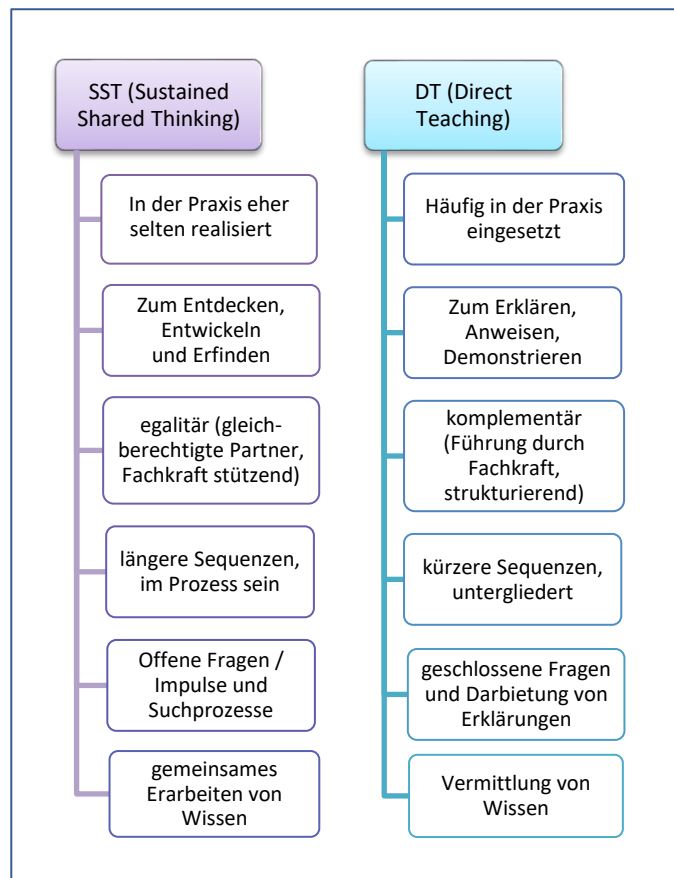 SST (Sustained
Shared Thinking)
In der Praxis eher
selten realisiert
Zum Entdecken,
Entwickeln
und Erfinden
egalitär (gleich-
berechtigte Partner,
Fachkraft stützend)
längere Sequenzen,
im Prozess sein
Offene Fragen /
Impulse und
Suchprozesse
gemeinsames
Erarbeiten von
Wissen
DT (Direct
Teaching)
Häufig in der Praxis
eingesetzt
Zum Erklären,
Anweisen,
Demonstrieren
komplementär
(Führung durch
Fachkraft,
strukturierend)
kürzere Sequenzen,
untergliedert
geschlossene Fragen
und Darbietung von
Erklärungen
Vermittlung von
Wissen